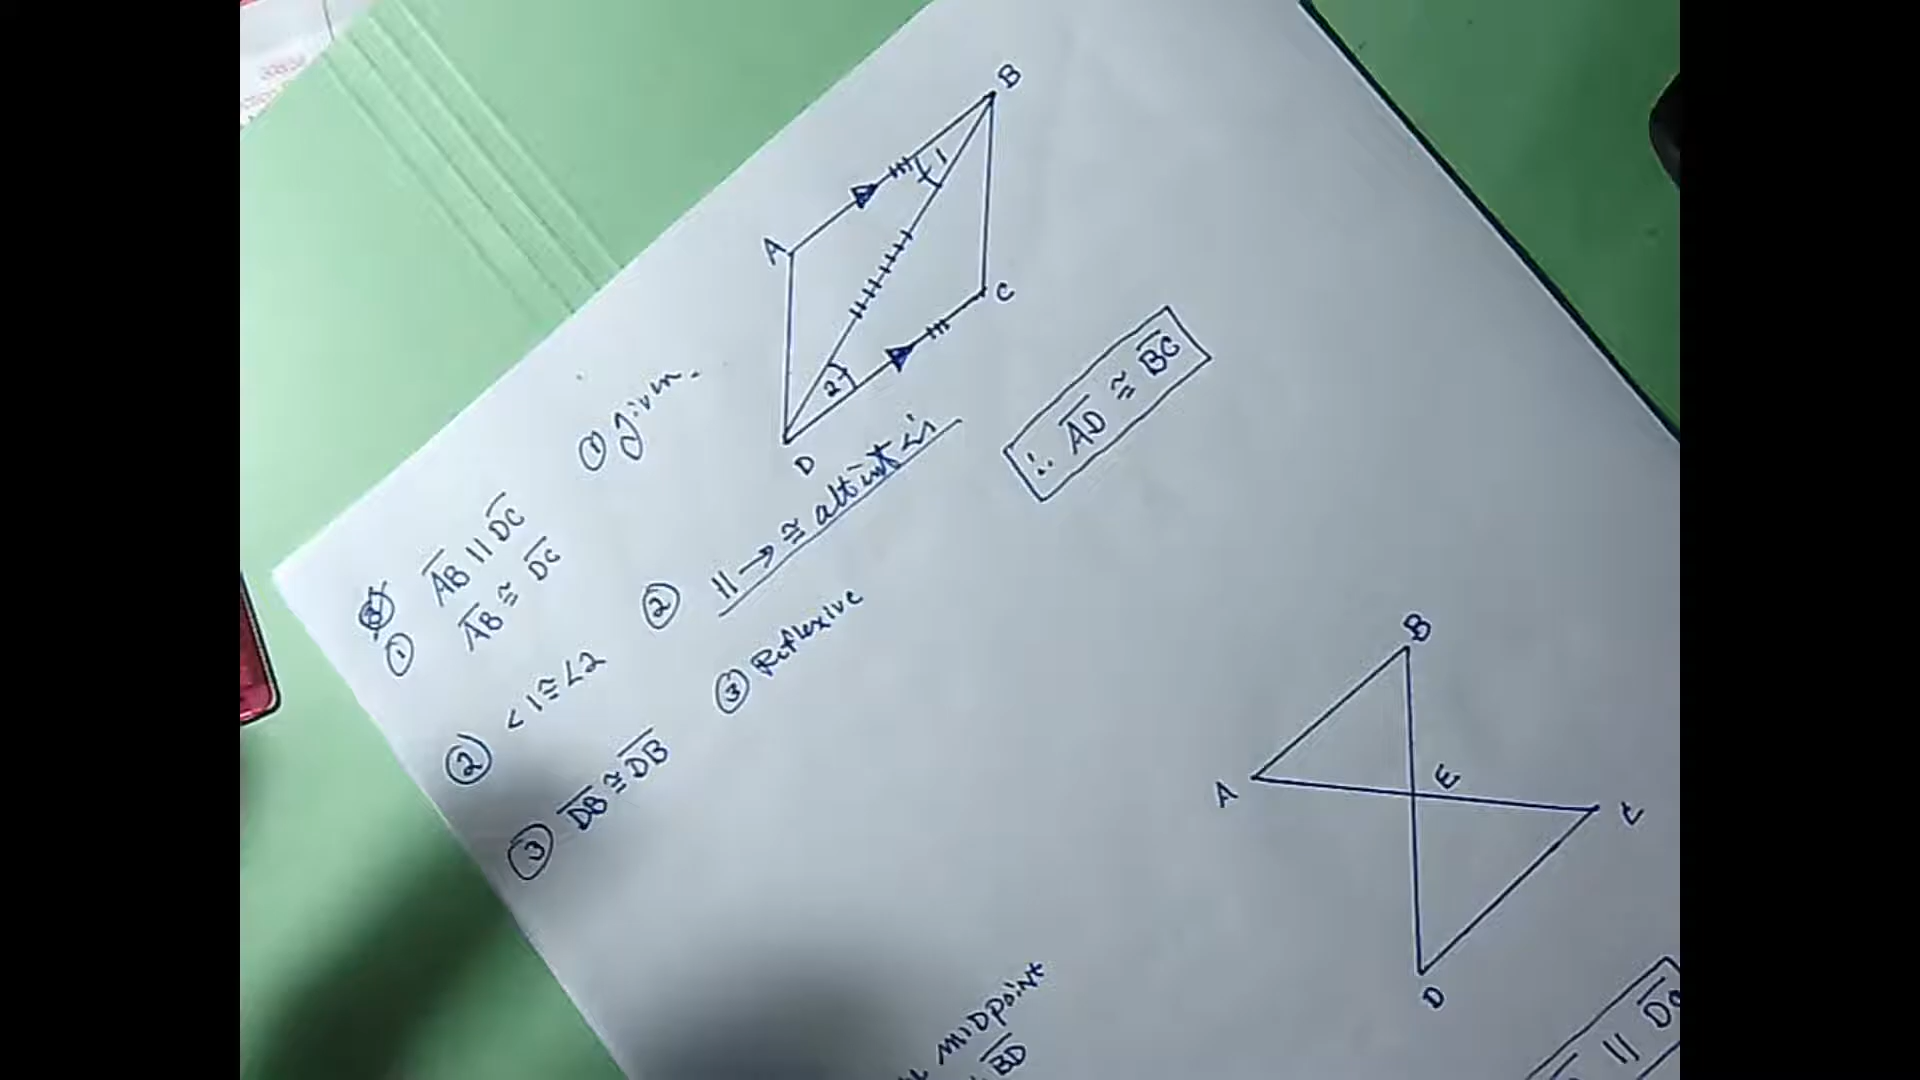 B
1
A
C
2
D
∴ AD ≅ BC
① AB || DC
AB ≅ DC
① given.
② <1 ≅ <2
② || → ≅ alt int <'s
③ DB ≅ DB
③ Reflexive
B
A
E
C
D
MIDPOINT
BD
|| DC